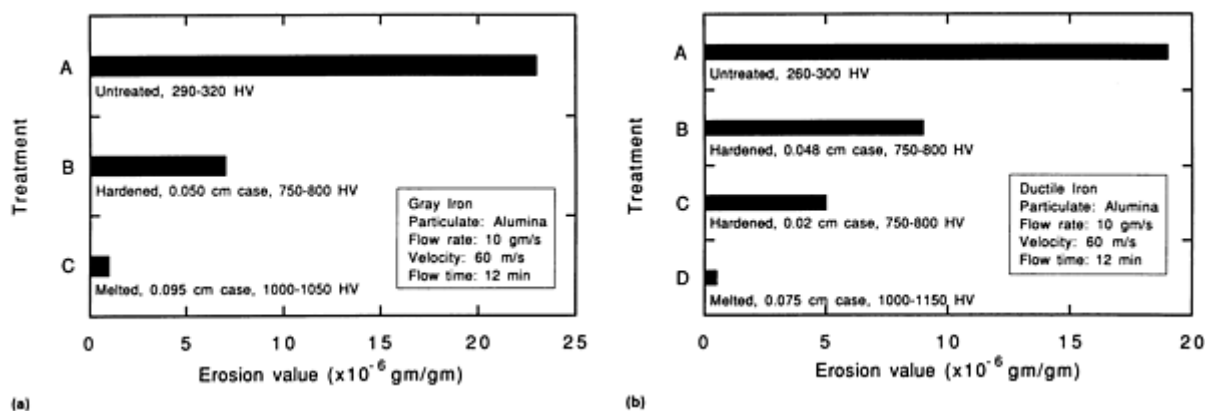 Treatment
A
Untreated, 290-320 HV
B
Hardened, 0.050 cm case, 750-800 HV
C
Melted, 0.095 cm case, 1000-1050 HV
Gray Iron
Particulate: Alumina
Flow rate: 10 gm/s
Velocity: 60 m/s
Flow time: 12 min
0 5 10 15 20 25
Erosion value (x10⁻⁶ gm/gm)
(a)
Treatment
A
Untreated, 260-300 HV
B
Hardened, 0.048 cm case, 750-800 HV
C
Hardened, 0.02 cm case, 750-800 HV
D
Melted, 0.075 cm case, 1000-1150 HV
Ductile Iron
Particulate: Alumina
Flow rate: 10 gm/s
Velocity: 60 m/s
Flow time: 12 min
0 5 10 15 20
Erosion value (x10⁻⁶ gm/gm)
(b)